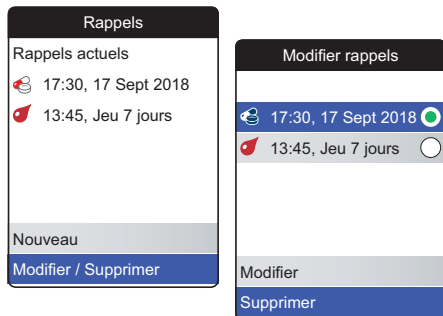 Rappels
Rappels actuels
17:30, 17 Sept 2018
13:45, Jeu 7 jours
Nouveau
Modifier / Supprimer
Modifier rappels
17:30, 17 Sept 2018
13:45, Jeu 7 jours
Modifier
Supprimer